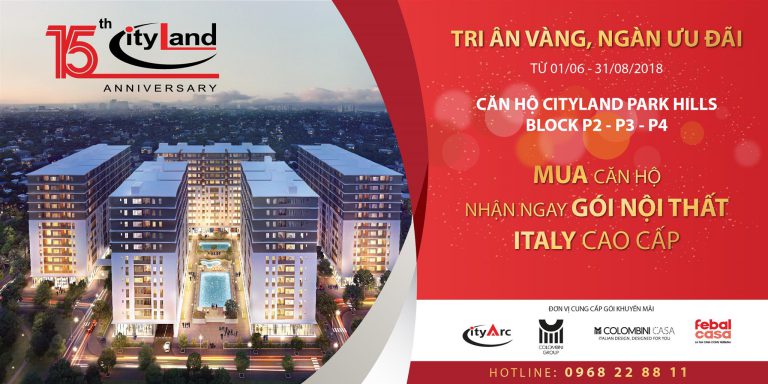 15th CityLand
ANNIVERSARY
TRI ÂN VÀNG, NGÀN ƯU ĐÃI
TỪ 01/06 - 31/08/2018
CĂN HỘ CITYLAND PARK HILLS
BLOCK P2 - P3 - P4
MUA CĂN HỘ
NHẬN NGAY GÓI NỘI THẤT
ITALY CAO CẤP
ĐƠN VỊ CUNG CẤP GÓI KHUYẾN MÃI
CityArc
COLOMBINI
GROUP
COLOMBINI CASA
ITALIAN DESIGN, DESIGNED FOR YOU
febal
casa
HOTLINE: 0968 22 88 11